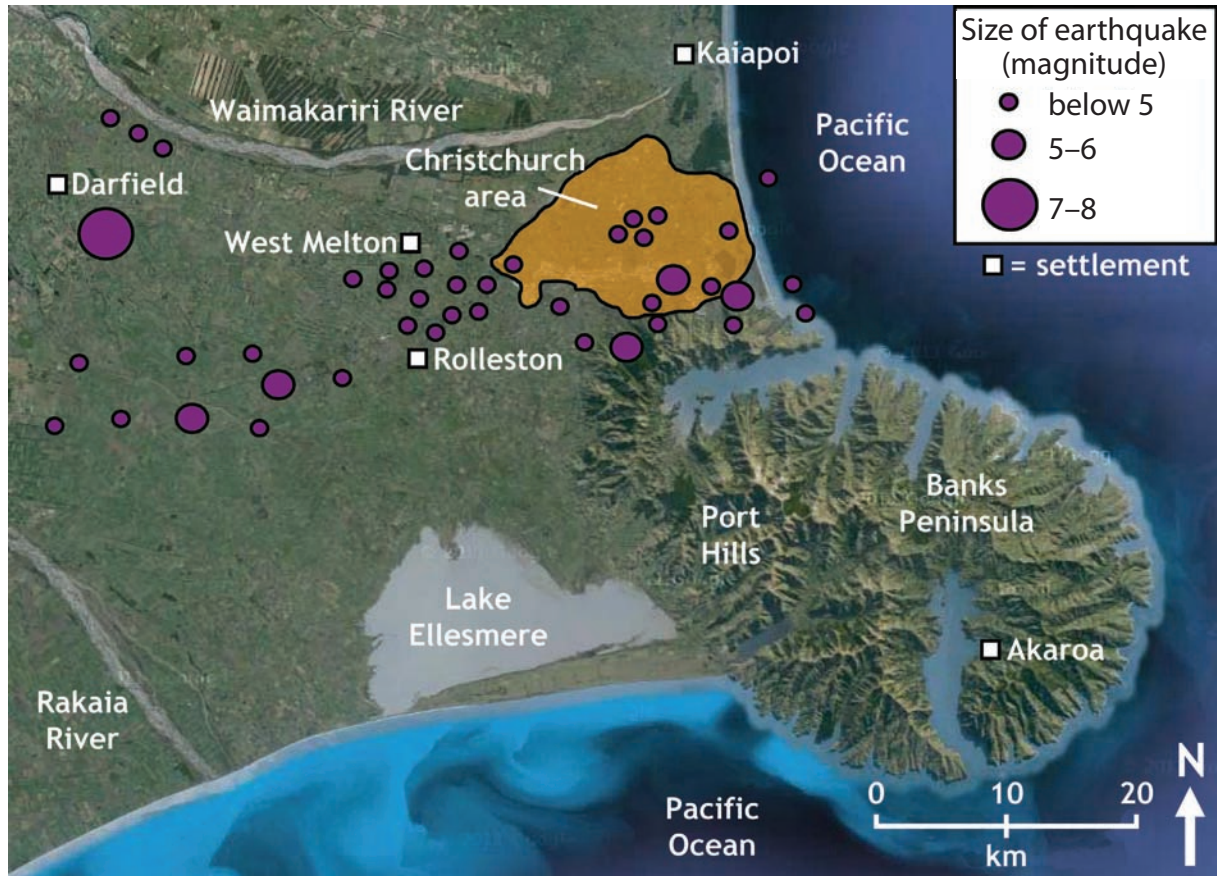 Kaiapoi
Waimakariri River
Pacific
Ocean
Christchurch
area
Darfield
West Melton
Rolleston
Banks
Peninsula
Port
Hills
Lake
Ellesmere
Akaroa
Rakaia
River
Pacific
Ocean
Size of earthquake
(magnitude)
below 5
5–6
7–8
= settlement
0 10 20
km
N